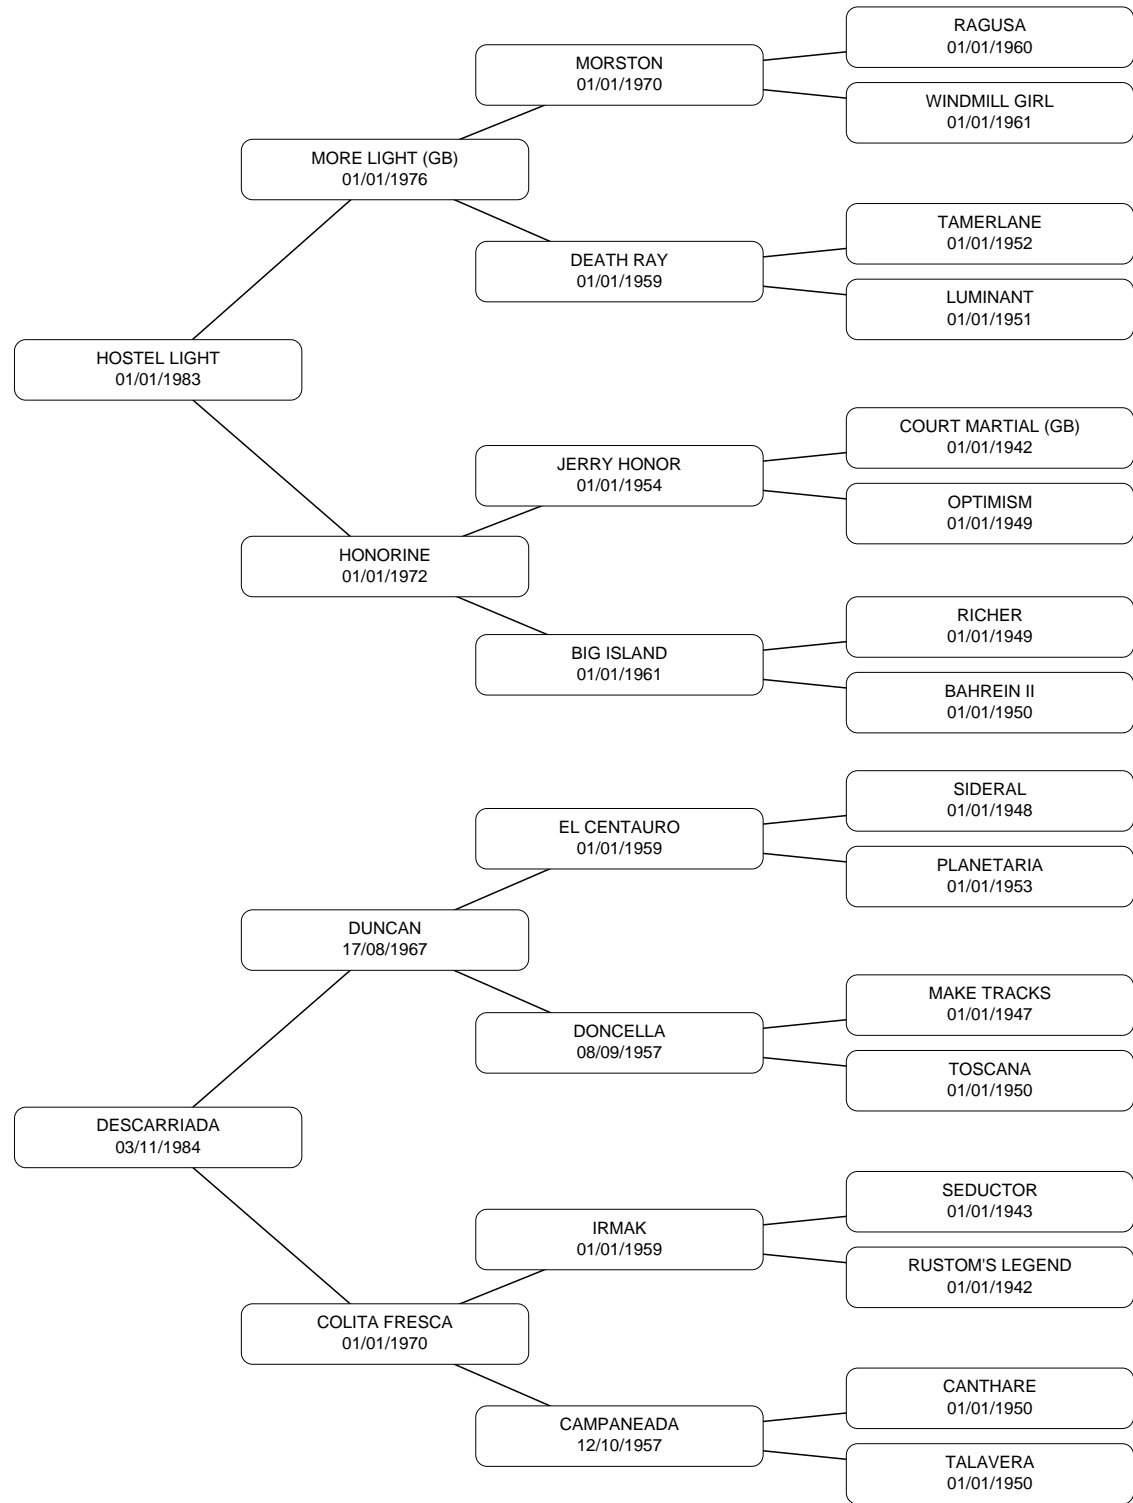 RAGUSA
01/01/1960
MORSTON
01/01/1970
WINDMILL GIRL
01/01/1961
MORE LIGHT (GB)
01/01/1976
TAMERLANE
01/01/1952
DEATH RAY
01/01/1959
LUMINANT
01/01/1951
HOSTEL LIGHT
01/01/1983
COURT MARTIAL (GB)
01/01/1942
JERRY HONOR
01/01/1954
OPTIMISM
01/01/1949
HONORINE
01/01/1972
RICHER
01/01/1949
BIG ISLAND
01/01/1961
BAHREIN II
01/01/1950
SIDERAL
01/01/1948
EL CENTAURO
01/01/1959
PLANETARIA
01/01/1953
DUNCAN
17/08/1967
MAKE TRACKS
01/01/1947
DONCELLA
08/09/1957
TOSCANA
01/01/1950
DESCARRIADA
03/11/1984
SEDUCTOR
01/01/1943
IRMAK
01/01/1959
RUSTOM'S LEGEND
01/01/1942
COLITA FRESCA
01/01/1970
CANTHARE
01/01/1950
CAMPANEADA
12/10/1957
TALAVERA
01/01/1950